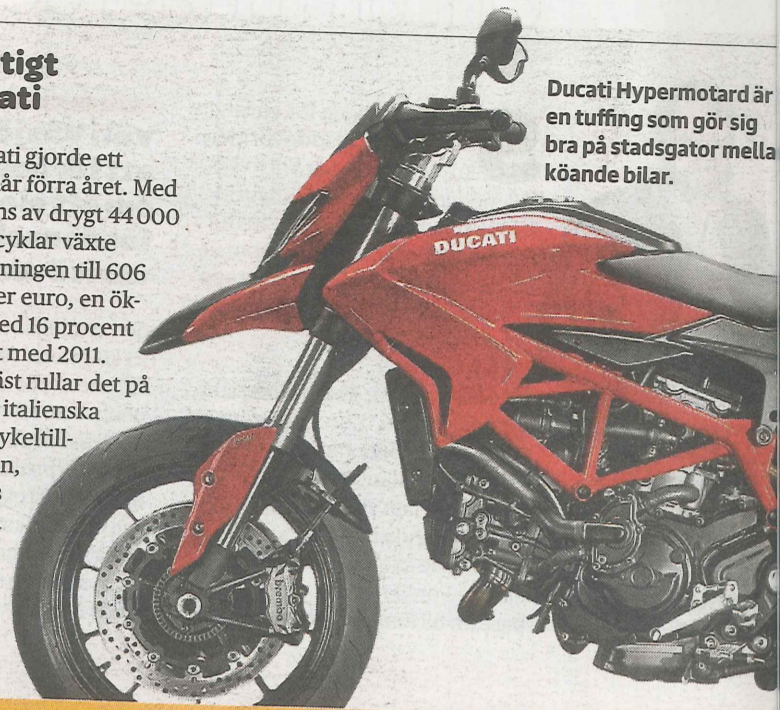 tigt
ati
ati gjorde ett
år förra året. Med
ns av drygt 44 000
cyklar växte
ningen till 606
er euro, en ök-
ed 16 procent
t med 2011.
äst rullar det på
italienska
ykeltill-
n,
s
Ducati Hypermotard är
en tuffing som gör sig
bra på stadsgator mella
köande bilar.
DUCATI
brembo